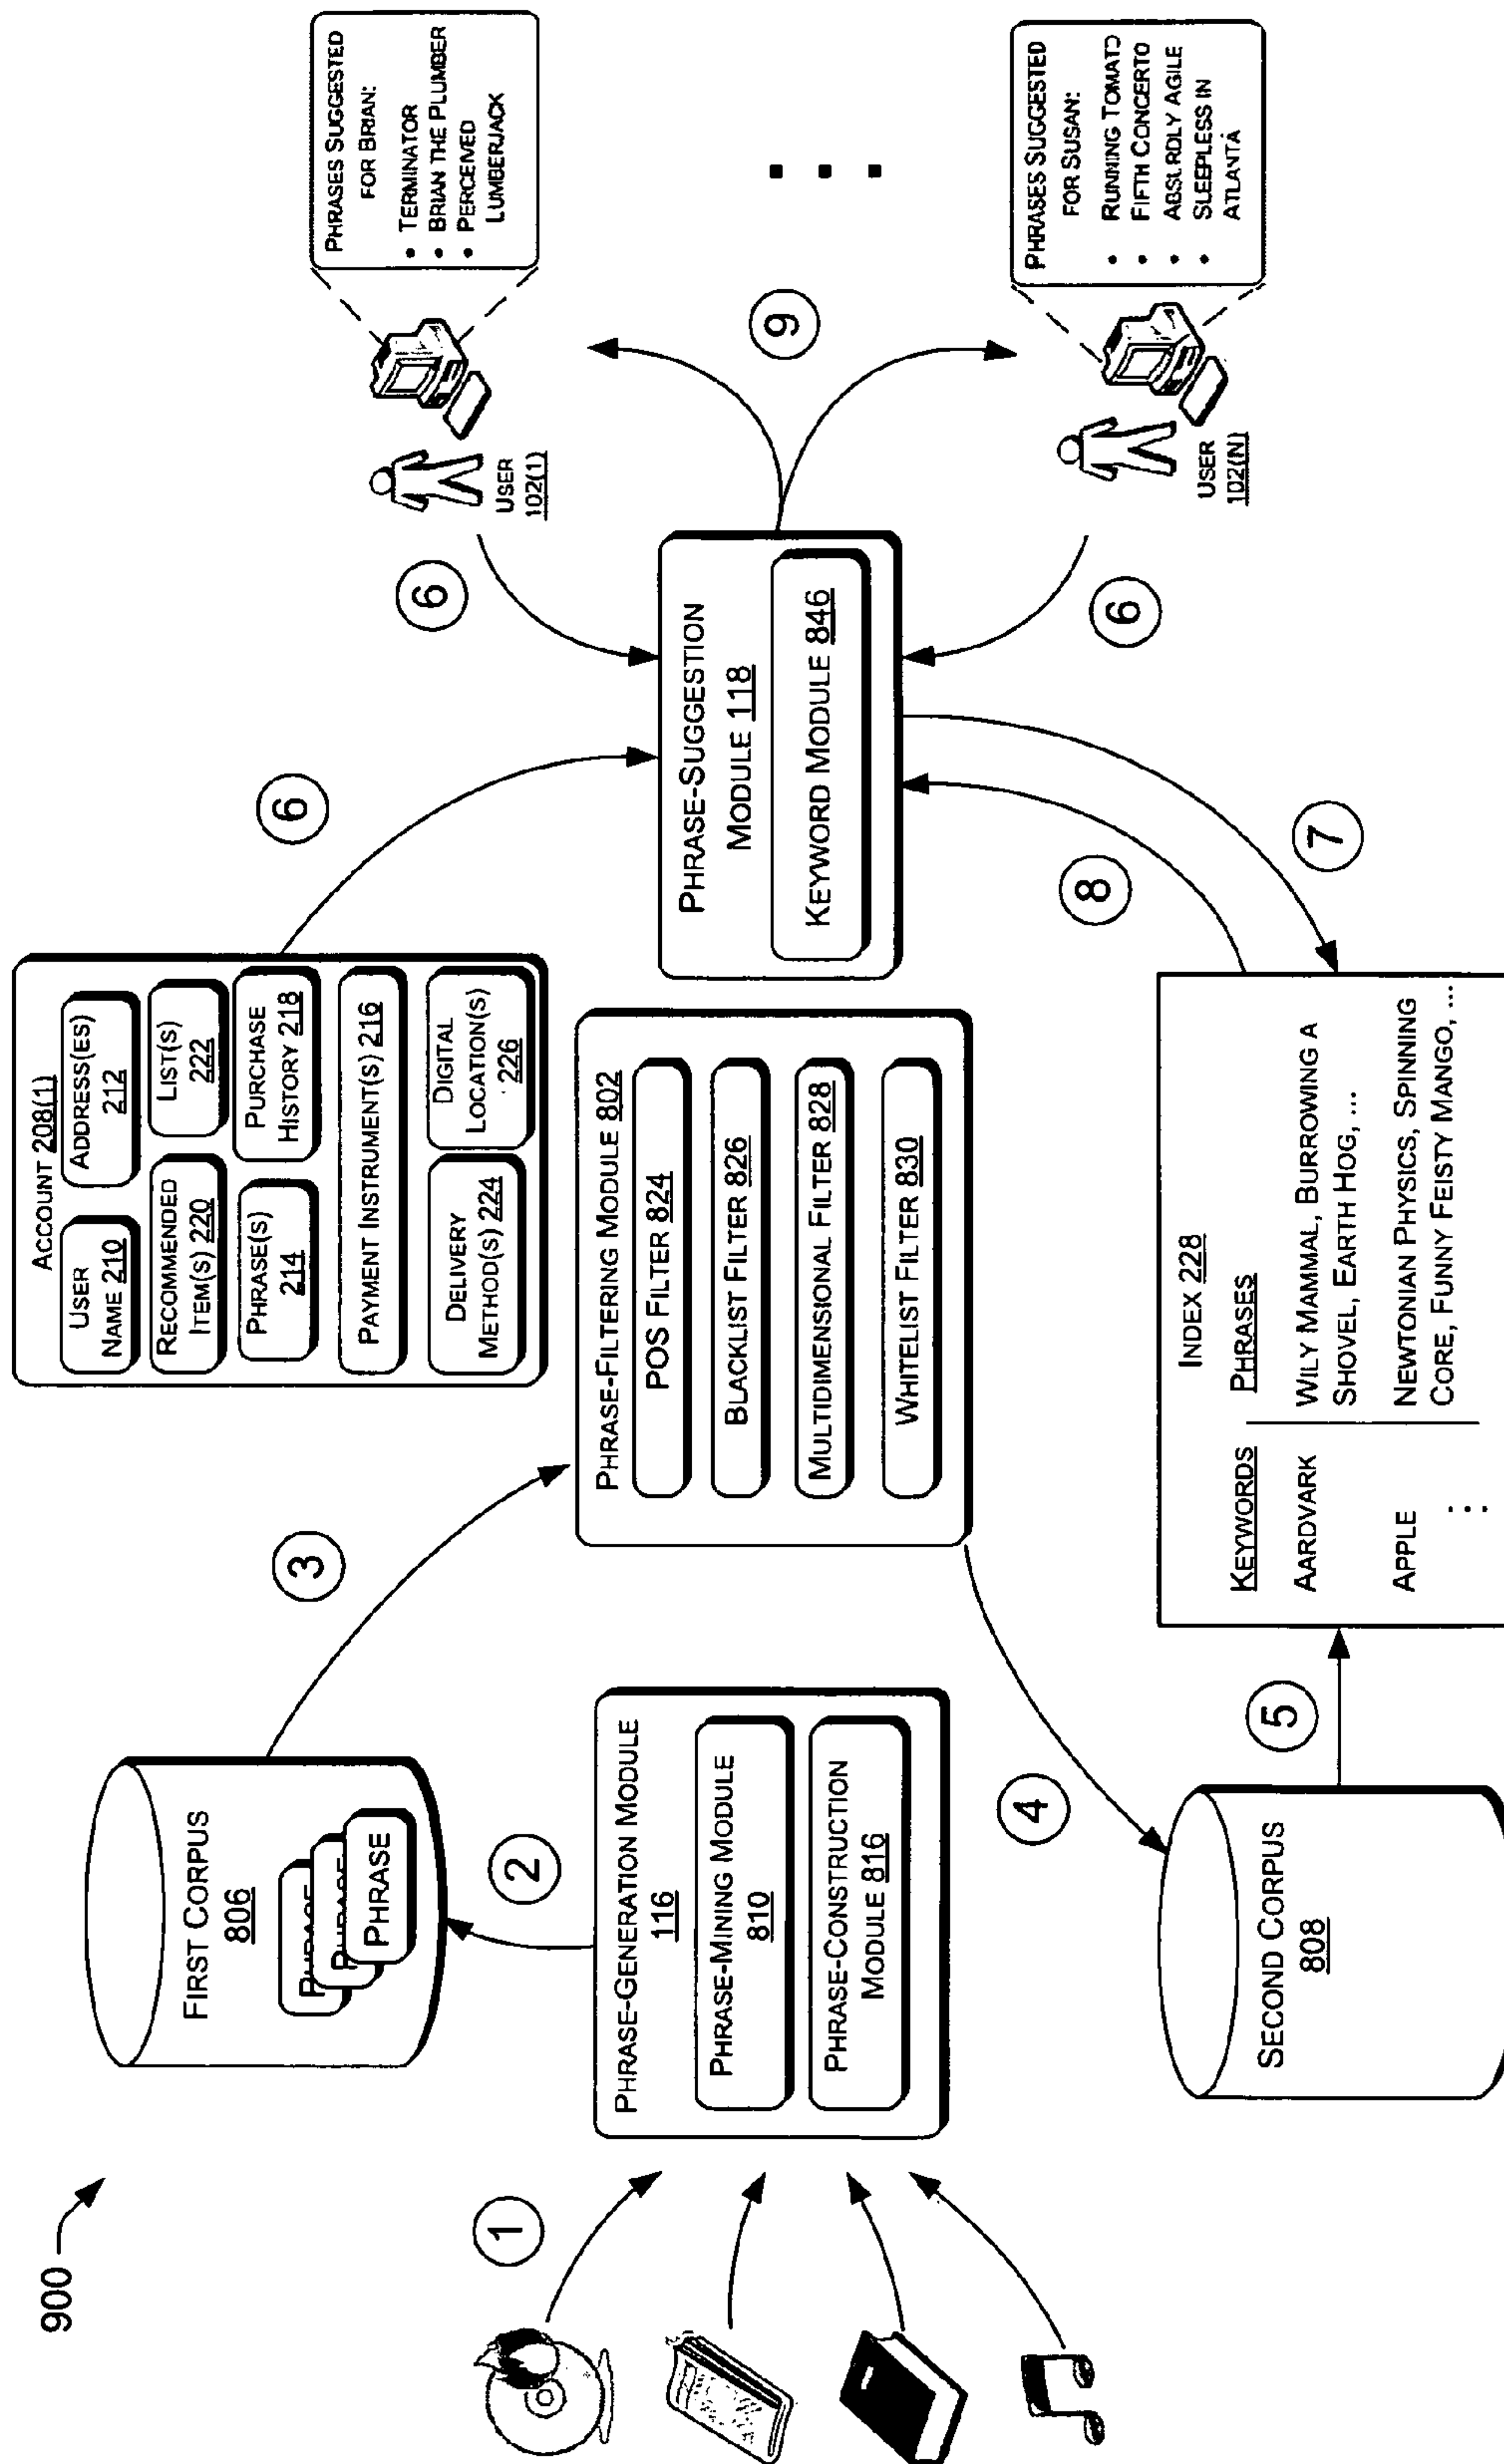 900
1
2
3
4
5
6
6
6
7
8
9
FIRST CORPUS
806
PHRASE
PHRASE-GENERATION MODULE
116
PHRASE-MINING MODULE
810
PHRASE-CONSTRUCTION
MODULE 816
SECOND CORPUS
808
ACCOUNT 208(1)
USER
NAME 210
ADDRESS(ES)
212
RECOMMENDED
ITEM(S) 220
LIST(S)
222
PHRASE(S)
214
PURCHASE
HISTORY 218
PAYMENT INSTRUMENT(S) 216
DELIVERY
METHOD(S) 224
DIGITAL
LOCATION(S)
226
PHRASE-FILTERING MODULE 802
POS FILTER 824
BLACKLIST FILTER 826
MULTIDIMENSIONAL FILTER 828
WHITELIST FILTER 830
INDEX 228
KEYWORDS PHRASES
AARDVARK WILY MAMMAL, BURROWING A
SHOVEL, EARTH HOG, ...
APPLE NEWTONIAN PHYSICS, SPINNING
CORE, FUNNY FEISTY MANGO, ...
PHRASE-SUGGESTION
MODULE 118
KEYWORD MODULE 846
USER
102(1)
PHRASES SUGGESTED
FOR BRIAN:
• TERMINATOR
• BRIAN THE PLUMBER
• PERCEIVED
LUMBERJACK
USER
102(N)
PHRASES SUGGESTED
FOR SUSAN:
• RUNNING TOMATO
• FIFTH CONCERTO
• ABSURDLY AGILE
• SLEEPLESS IN
ATLANTA